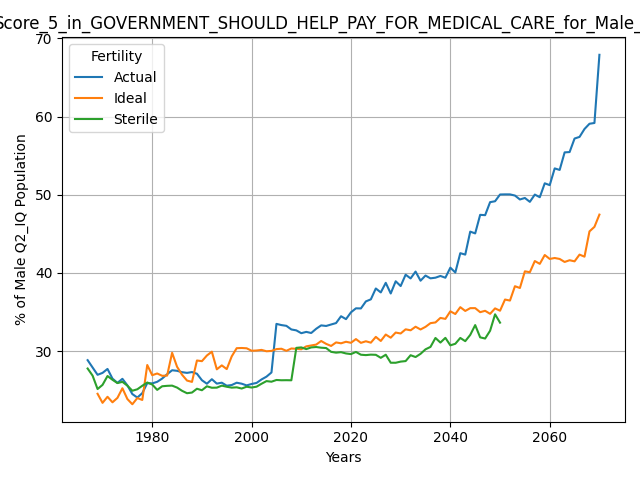 Score_5_in_GOVERNMENT_SHOULD_HELP_PAY_FOR_MEDICAL_CARE_for_Male_
Fertility
Actual
Ideal
Sterile
% of Male Q2_IQ Population
70
60
50
40
30
1980
2000
2020
2040
2060
Years